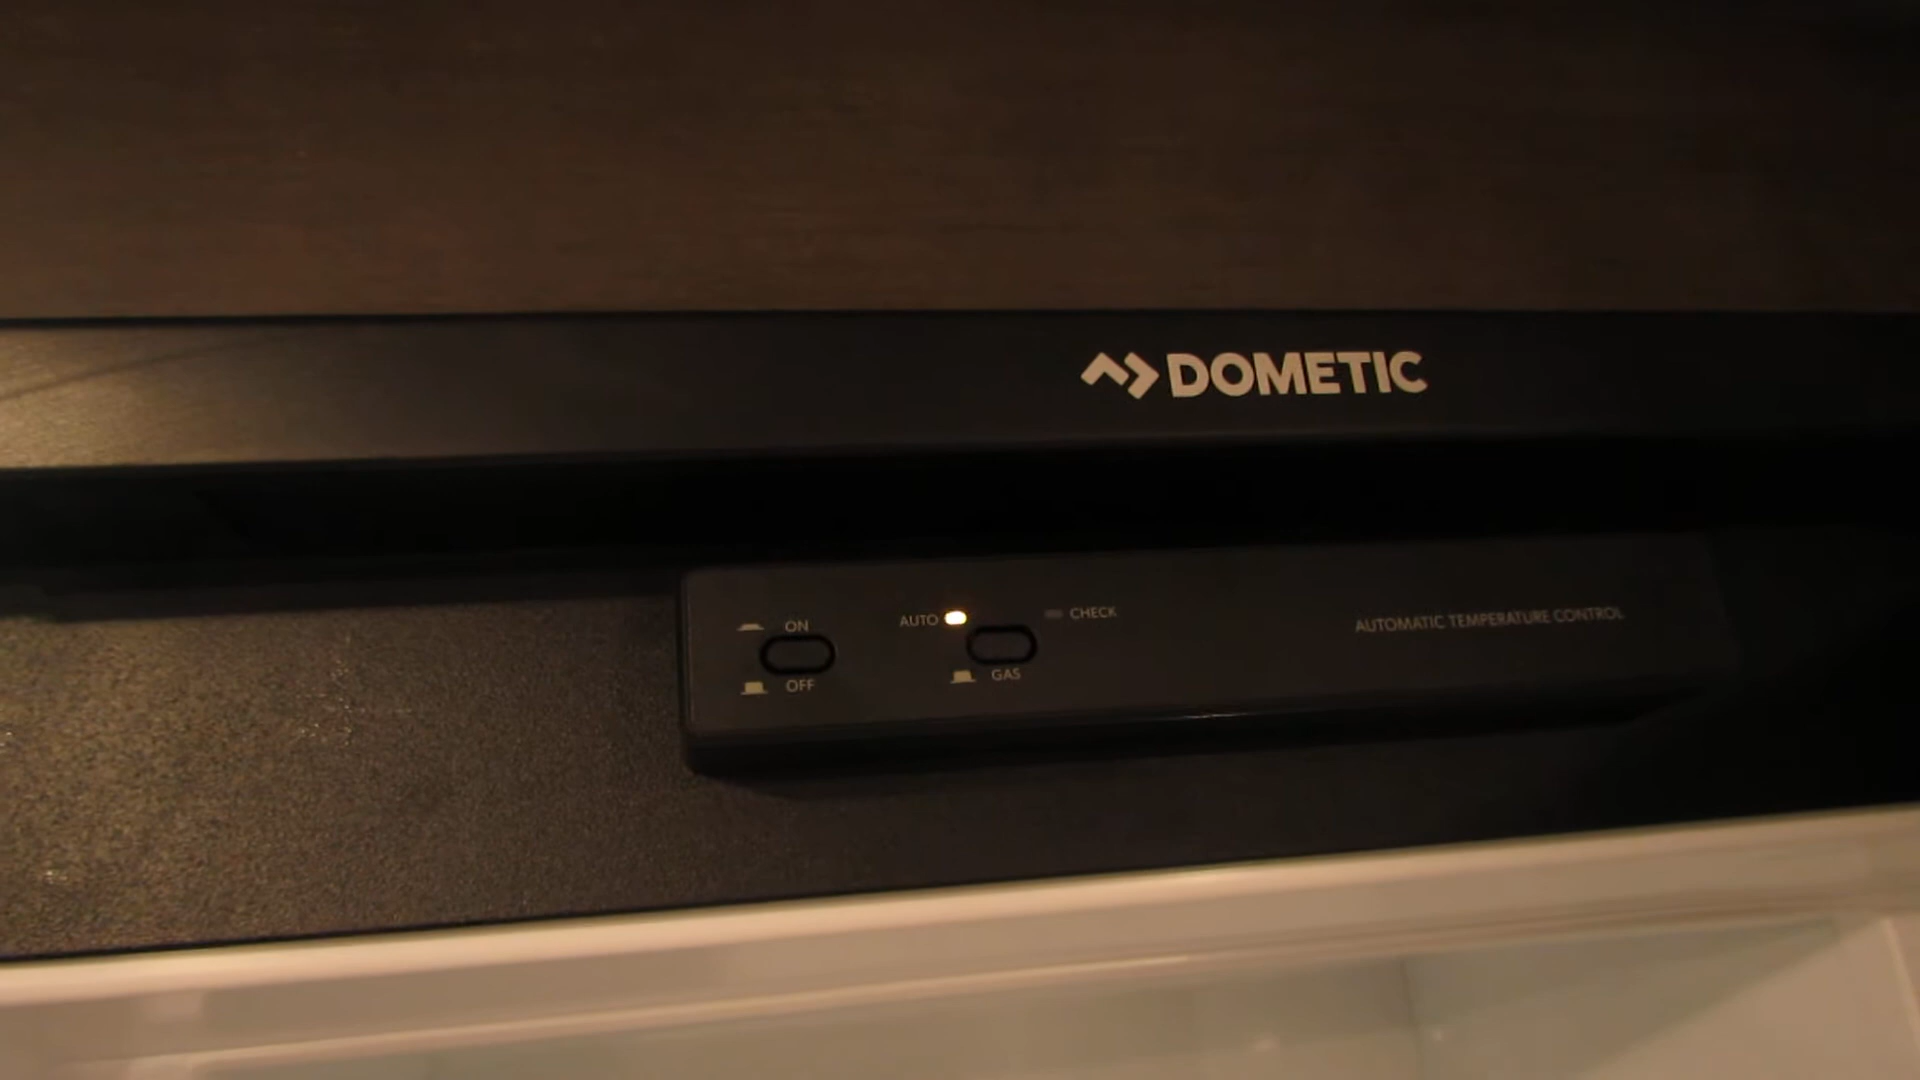 DOMETIC
ON
OFF
AUTO
CHECK
GAS
AUTOMATIC TEMPERATURE CONTROL